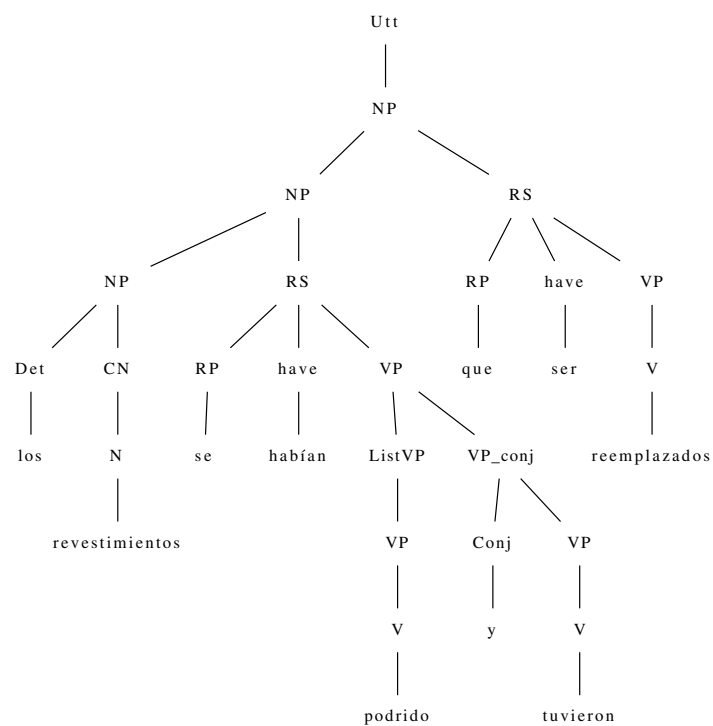 Utt
NP
NP RS
NP RS RP have VP
Det CN RP have VP que ser V
los N se habían ListVP VP_conj reemplazados
revestimientos VP Conj VP
V y V
podrido tuvieron